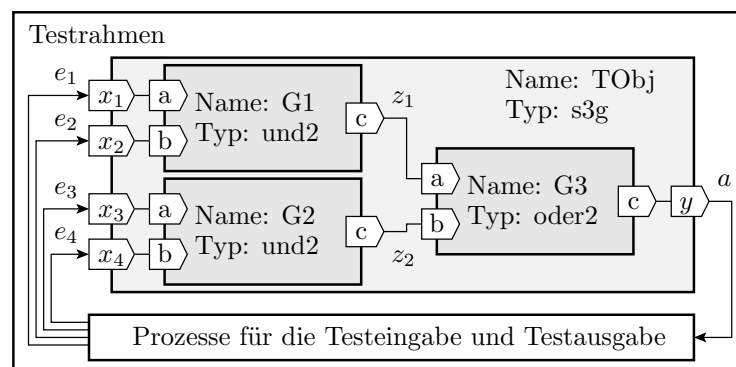 Testrahmen
Name: TObj
Typ: s3g
e1
x1
a
Name: G1
Typ: und2
c
z1
e2
x2
b
e3
x3
a
Name: G2
Typ: und2
c
z2
e4
x4
b
a
Name: G3
Typ: oder2
b
c
y
a
Prozesse für die Testeingabe und Testausgabe